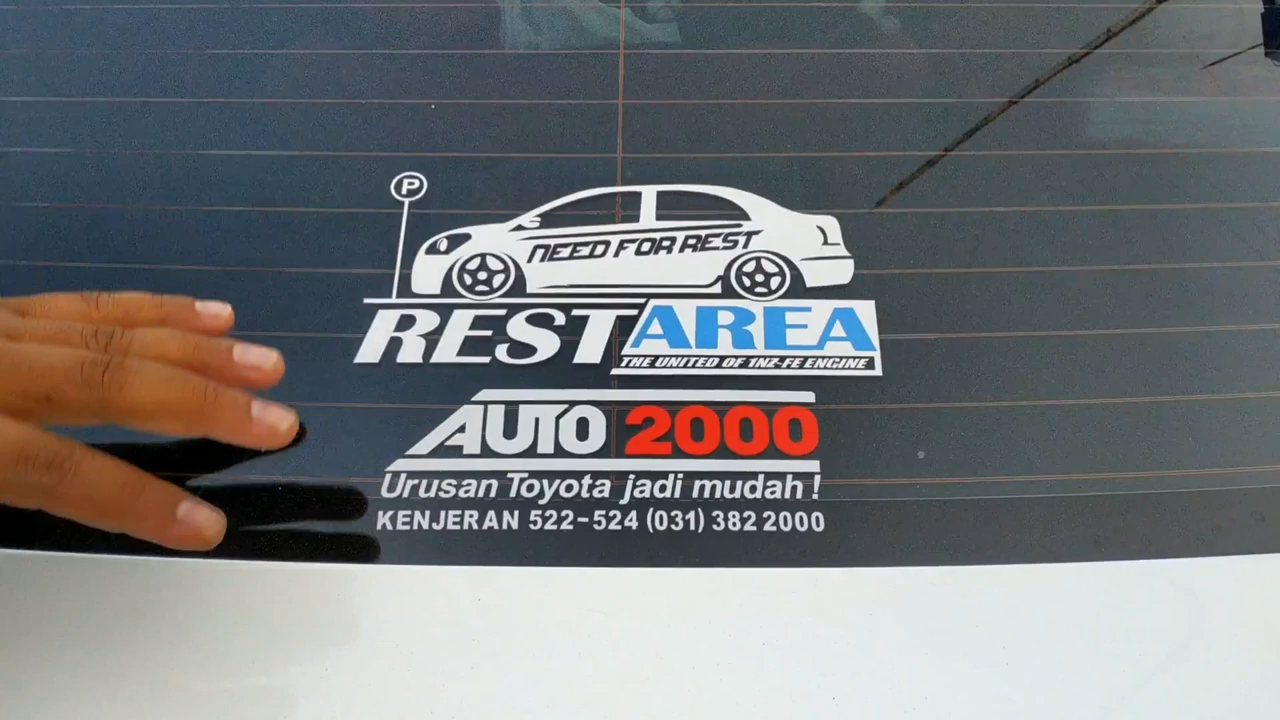 P
NEED FOR REST
REST AREA
THE UNITED OF 1NZ-FE ENGINE
AUTO 2000
Urusan Toyota jadi mudah !
KENJERAN 522-524 (031) 382 2000